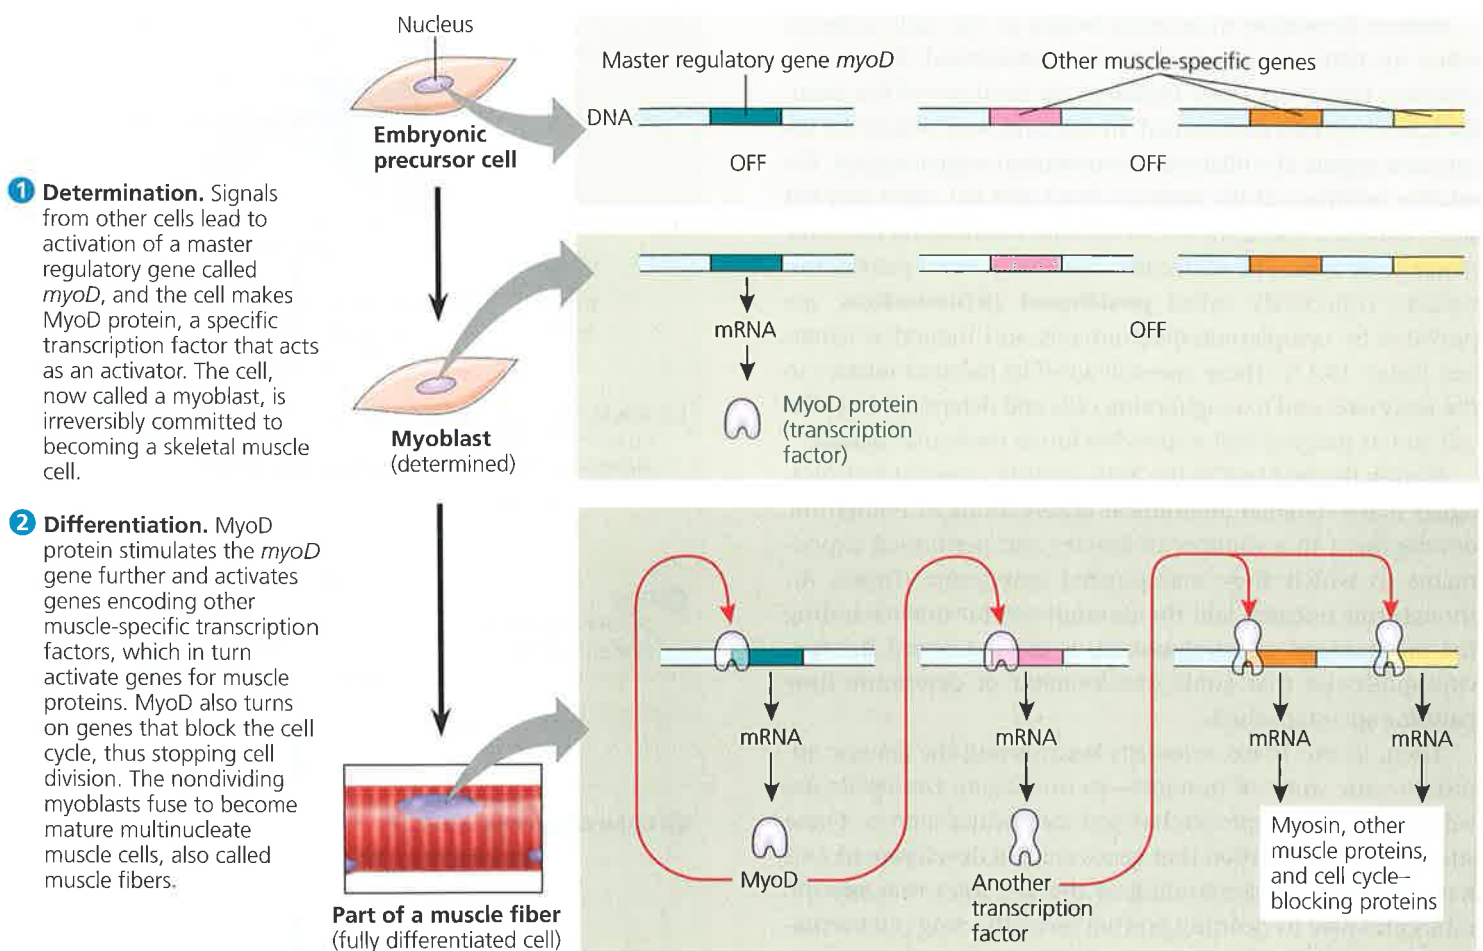 Nucleus
Master regulatory gene myoD
Other muscle-specific genes
DNA
Embryonic
precursor cell
OFF
OFF
1 Determination. Signals
from other cells lead to
activation of a master
regulatory gene called
myoD, and the cell makes
MyoD protein, a specific
transcription factor that acts
as an activator. The cell,
now called a myoblast, is
irreversibly committed to
becoming a skeletal muscle
cell.
mRNA
OFF
MyoD protein
(transcription
factor)
Myoblast
(determined)
2 Differentiation. MyoD
protein stimulates the myoD
gene further and activates
genes encoding other
muscle-specific transcription
factors, which in turn
activate genes for muscle
proteins. MyoD also turns
on genes that block the cell
cycle, thus stopping cell
division. The nondividing
myoblasts fuse to become
mature multinucleate
muscle cells, also called
muscle fibers.
mRNA
mRNA
mRNA
mRNA
MyoD
Another
transcription
factor
Myosin, other
muscle proteins,
and cell cycle–
blocking proteins
Part of a muscle fiber
(fully differentiated cell)